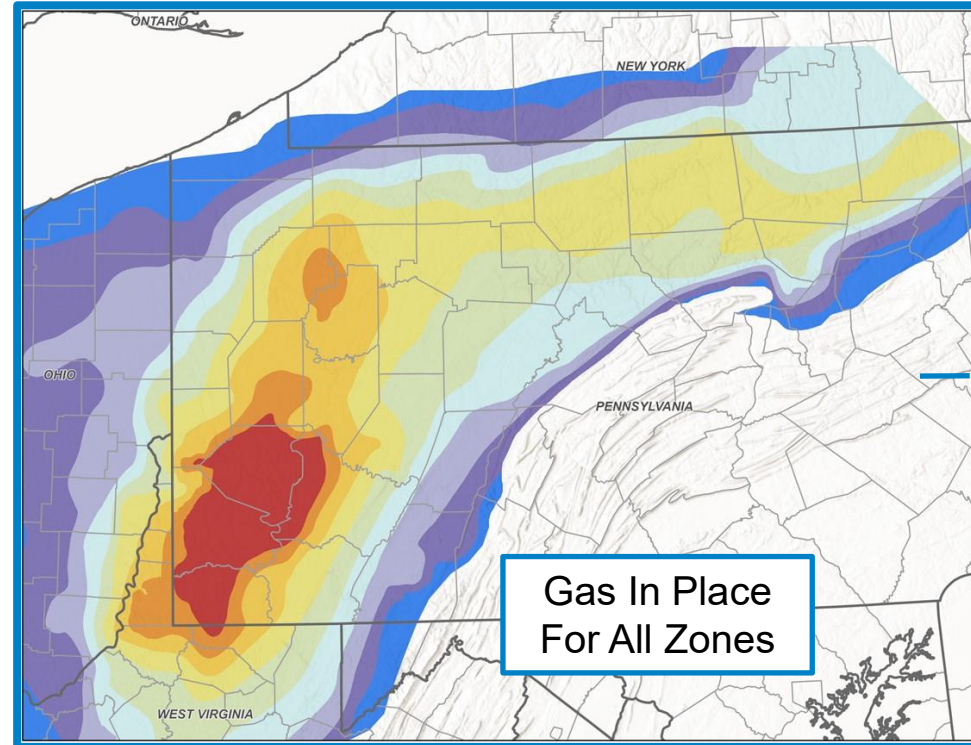 ONTARIO
NEW YORK
OHIO
PENNSYLVANIA
Gas In Place
For All Zones
WEST VIRGINIA